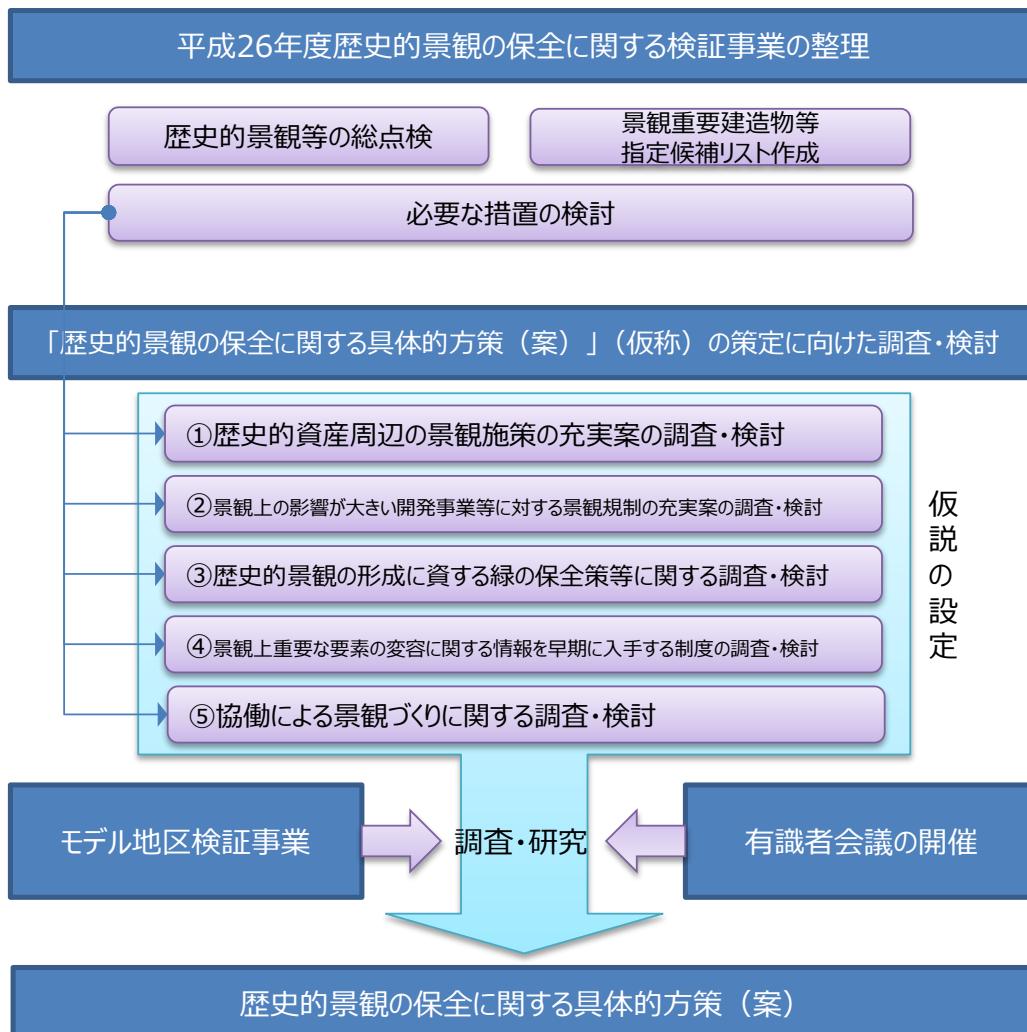 平成26年度歴史的景観の保全に関する検証事業の整理
歴史的景観等の総点検
景観重要建造物等
指定候補リスト作成
必要な措置の検討
「歴史的景観の保全に関する具体的方策（案）」（仮称）の策定に向けた調査・検討
①歴史的資産周辺の景観施策の充実案の調査・検討
②景観上の影響が大きい開発事業等に対する景観規制の充実案の調査・検討
③歴史的景観の形成に資する緑の保全策等に関する調査・検討
④景観上重要な要素の変容に関する情報を早期に入手する制度の調査・検討
⑤協働による景観づくりに関する調査・検討
仮説の設定
モデル地区検証事業
調査・研究
有識者会議の開催
歴史的景観の保全に関する具体的方策（案）